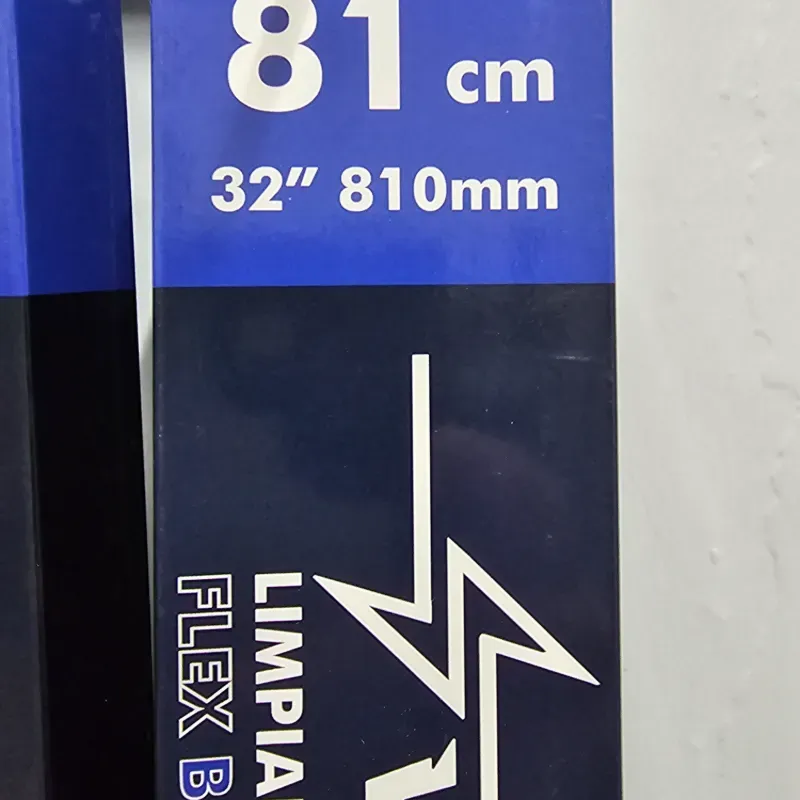 81 cm
32" 810mm
LIMPIA
FLEX B